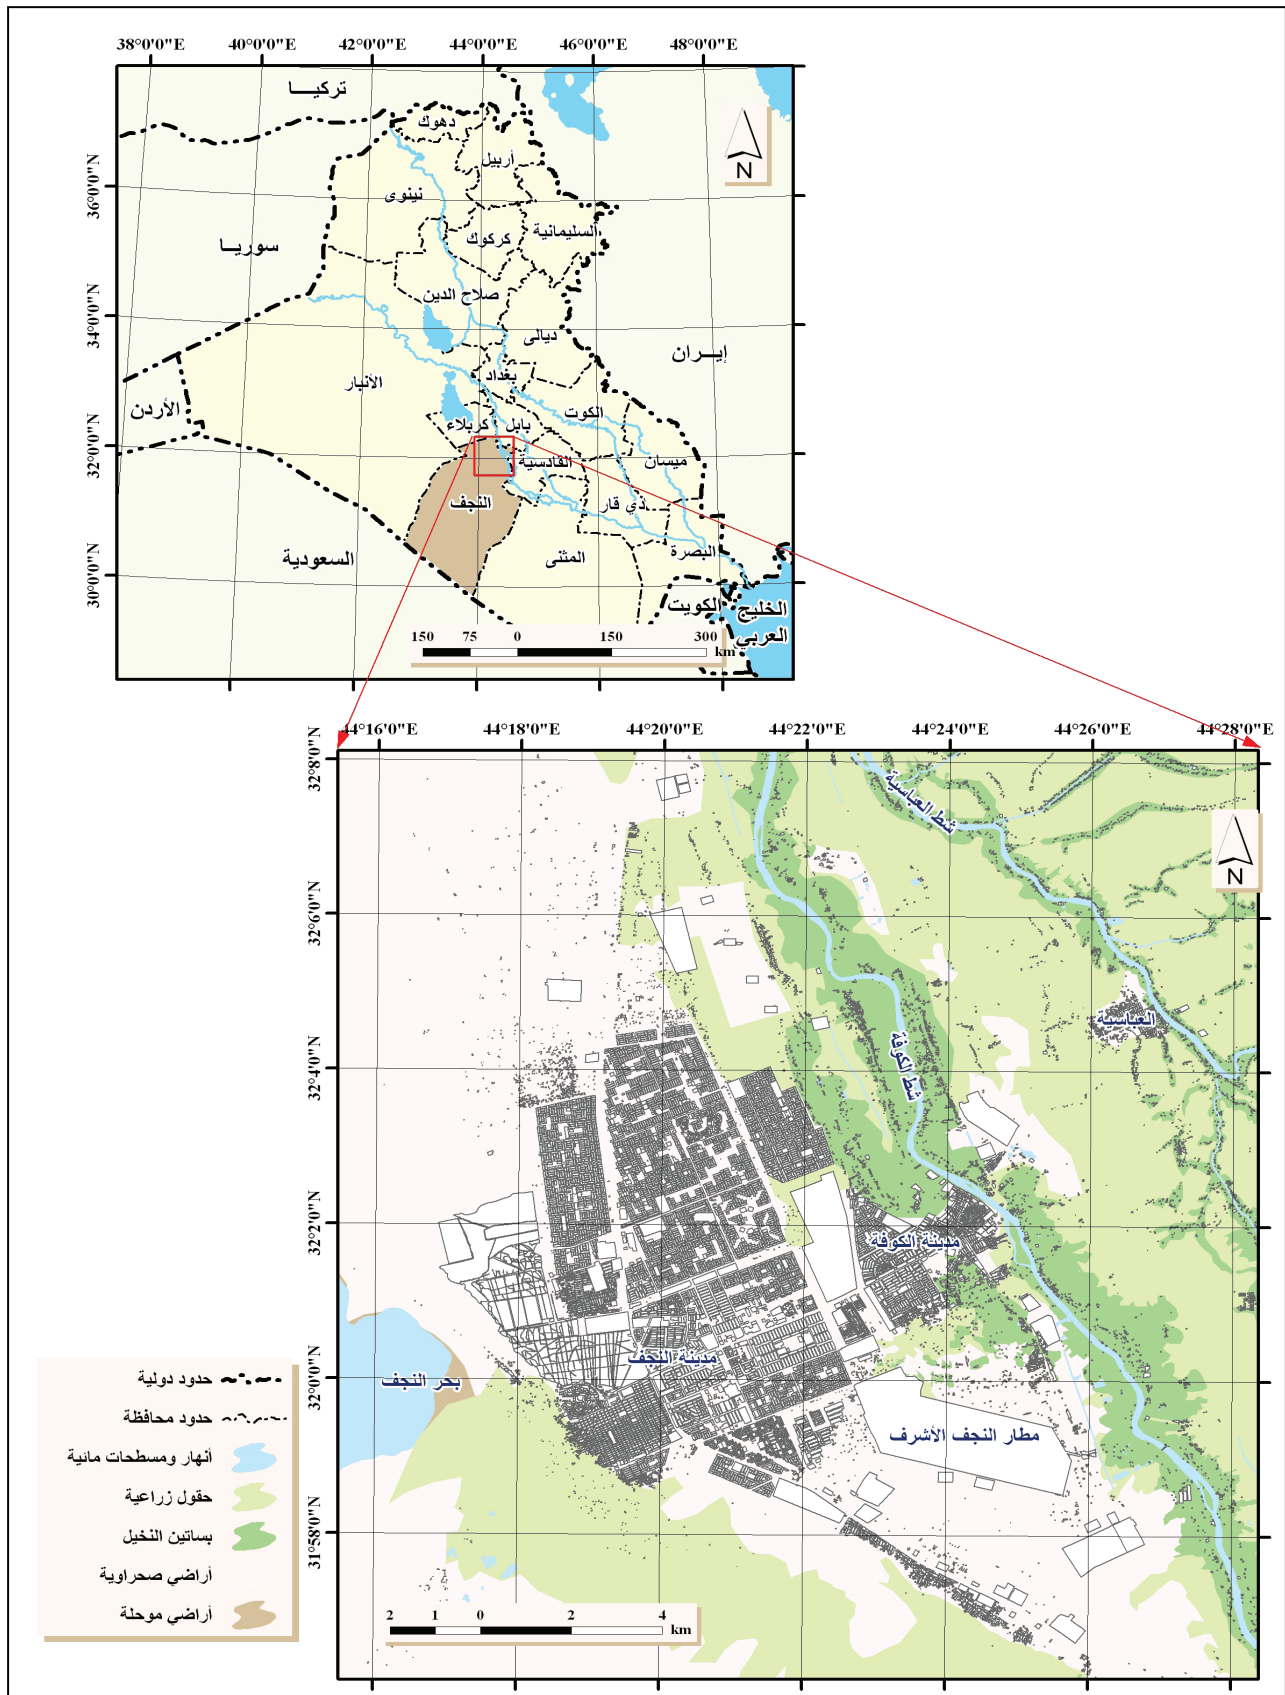 38°0'0"E 40°0'0"E 42°0'0"E 44°0'0"E 46°0'0"E 48°0'0"E
36°0'0"N
34°0'0"N
32°0'0"N
30°0'0"N
تركيـــا
دهوك
أربيل
نينوى
السليمانية
كركوك
سوريـا
صلاح الدين
ديالى
إيــران
بغداد
الأنبار
الأردن
الكوت
كربلاء
بابل
القادسية
ميسان
النجف
ذي قار
السعودية
المثنى
البصرة
الكويت
الخليج
العربي
N
150 75 0 150 300
km
44°16'0"E 44°18'0"E 44°20'0"E 44°22'0"E 44°24'0"E 44°26'0"E 44°28'0"E
32°8'0"N
32°6'0"N
32°4'0"N
32°2'0"N
32°0'0"N
31°58'0"N
شط العباسية
N
العباسية
شط الكوفة
مدينة الكوفة
مدينة النجف
بحر النجف
مطار النجف الأشرف
2 1 0 2 4
km
حدود دولية
حدود محافظة
أنهار ومسطحات مائية
حقول زراعية
بساتين النخيل
أراضي صحراوية
أراضي موحلة